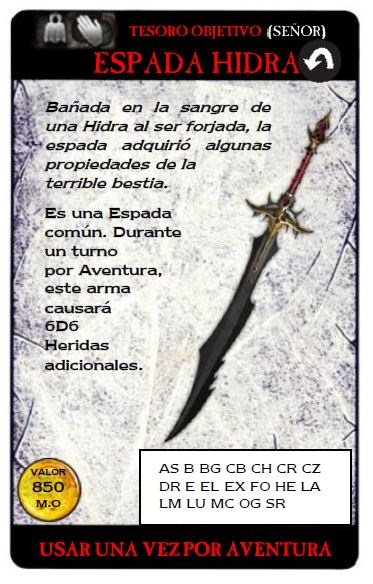 TESORO OBJETIVO (SEÑOR)
ESPADA HIDRA
Bañada en la sangre de
una Hidra al ser forjada, la
espada adquirió algunas
propiedades de la
terrible bestia.
Es una Espada
común. Durante
un turno
por Aventura,
este arma
causará
6D6
Heridas
adicionales.
VALOR
850
M.O
AS B BG CB CH CR CZ
DR E EL EX FO HE LA
LM LU MC OG SR
USAR UNA VEZ POR AVENTURA